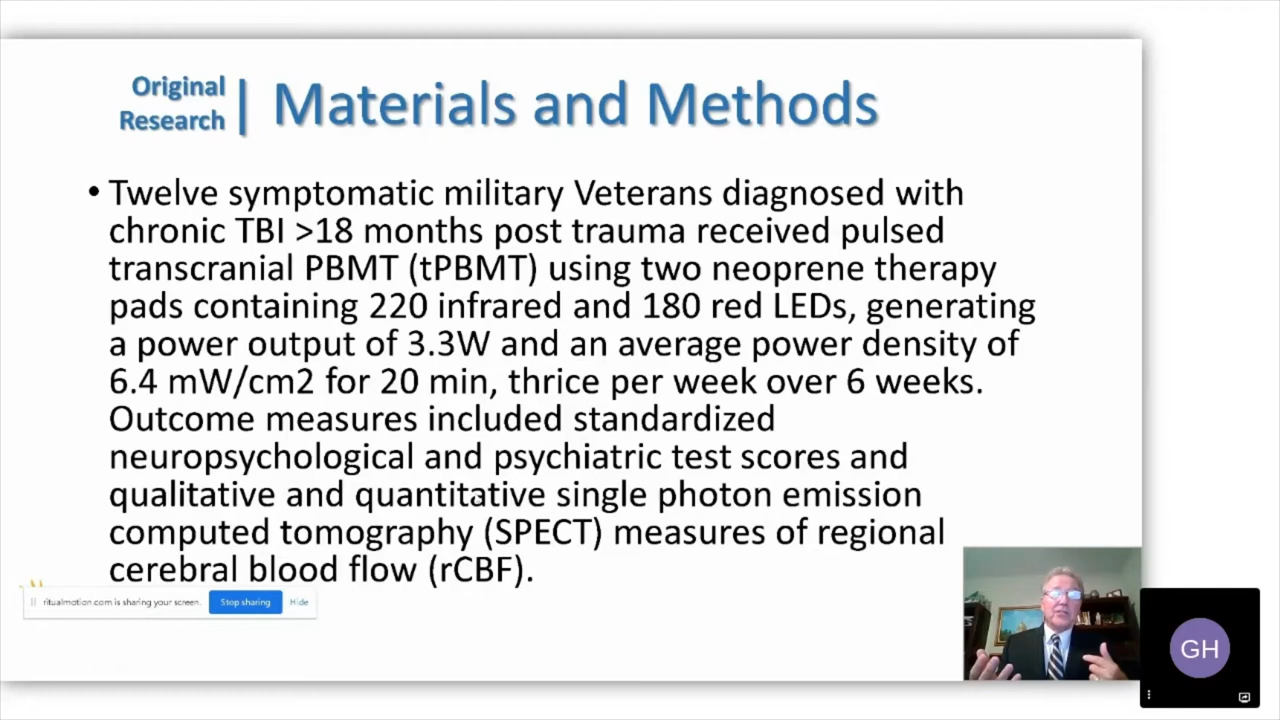 Original
Research
Materials and Methods
• Twelve symptomatic military Veterans diagnosed with
chronic TBI >18 months post trauma received pulsed
transcranial PBMT (tPBMT) using two neoprene therapy
pads containing 220 infrared and 180 red LEDs, generating
a power output of 3.3W and an average power density of
6.4 mW/cm2 for 20 min, thrice per week over 6 weeks.
Outcome measures included standardized
neuropsychological and psychiatric test scores and
qualitative and quantitative single photon emission
computed tomography (SPECT) measures of regional
cerebral blood flow (rCBF).
ritualmotion.com is sharing your screen. Stop sharing Hide
GH